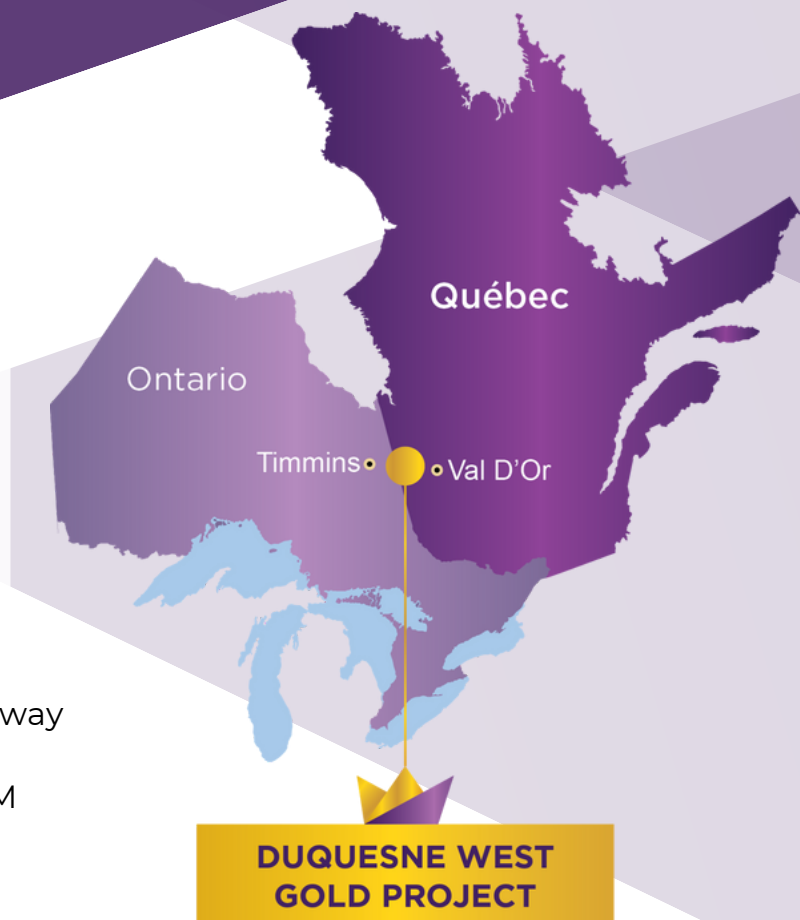 Québec
Ontario
Timmins
Val D'Or
way
M
DUQUESNE WEST
GOLD PROJECT